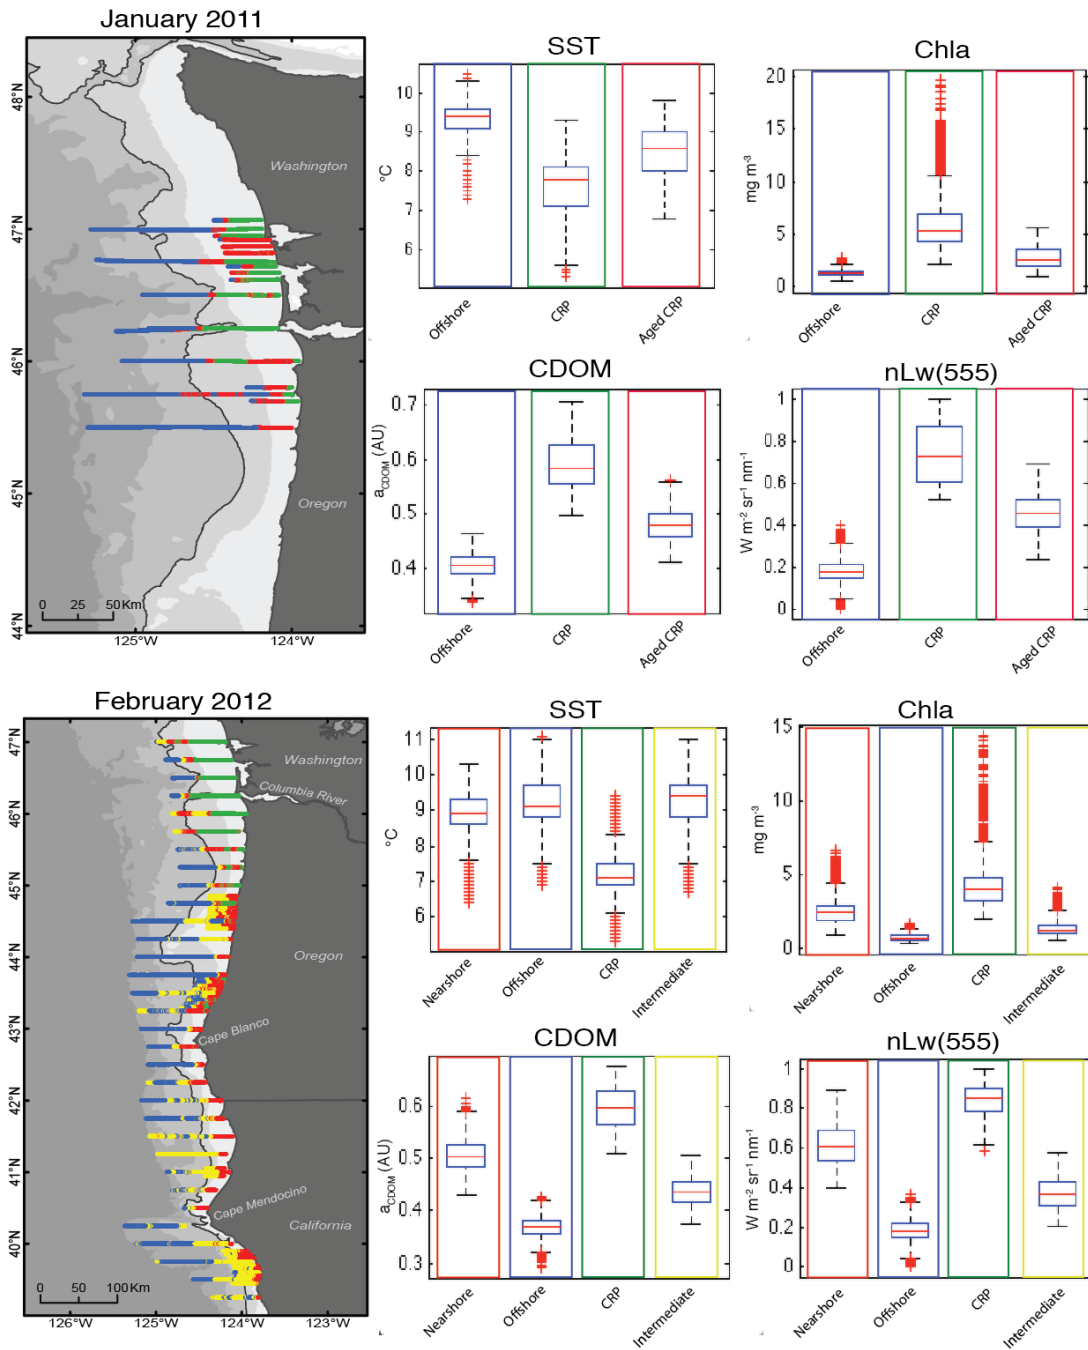 January 2011
48°N
47°N
46°N
45°N
44°N
125°W
124°W
Washington
Oregon
0 25 50 Km
SST
°C
10
9
8
7
6
Offshore
CRP
Aged CRP
Chla
mg m-3
20
15
10
5
0
Offshore
CRP
Aged CRP
CDOM
aCDOM (AU)
0.7
0.6
0.5
0.4
Offshore
CRP
Aged CRP
nLw(555)
W m-2 sr-1 nm-1
1
0.8
0.6
0.4
0.2
0
Offshore
CRP
Aged CRP
February 2012
47°N
46°N
45°N
44°N
43°N
42°N
41°N
40°N
126°W
125°W
124°W
123°W
Washington
Columbia River
Oregon
Cape Blanco
Cape Mendocino
California
0 50 100 Km
SST
°C
11
10
9
8
7
6
Nearshore
Offshore
CRP
Intermediate
Chla
mg m-3
15
10
5
0
Nearshore
Offshore
CRP
Intermediate
CDOM
aCDOM (AU)
0.6
0.5
0.4
0.3
Nearshore
Offshore
CRP
Intermediate
nLw(555)
W m-2 sr-1 nm-1
1
0.8
0.6
0.4
0.2
0
Nearshore
Offshore
CRP
Intermediate